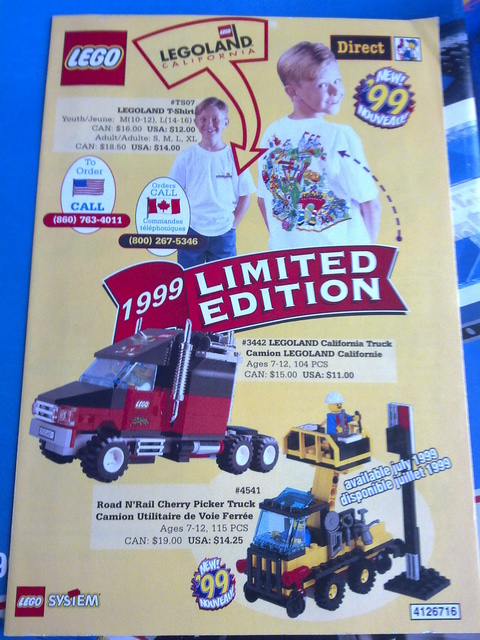 LEGO
LEGO
LEGOLAND
CALIFORNIA
Direct
NEW!
'99
NOUVEAU!
#TS07
LEGOLAND T-Shirt
Youth/Jeune: M(10-12), L(14-16)
CAN: $16.00 USA: $12.00
Adult/Adulte: S, M, L, XL
CAN: $18.50 USA: $14.00
To
Order
CALL
(860) 763-4011
Orders
CALL
Commandes
téléphoniques
(800) 267-5346
1999 LIMITED
EDITION
#3442 LEGOLAND California Truck
Camion LEGOLAND Californie
Ages 7-12, 104 PCS
CAN: $15.00 USA: $11.00
LEGO
available july 1999
disponible juillet 1999
#4541
Road N'Rail Cherry Picker Truck
Camion Utilitaire de Voie Ferrée
Ages 7-12, 115 PCS
CAN: $19.00 USA: $14.25
NEW!
'99
NOUVEAU!
LEGO SYSTEM
4126716